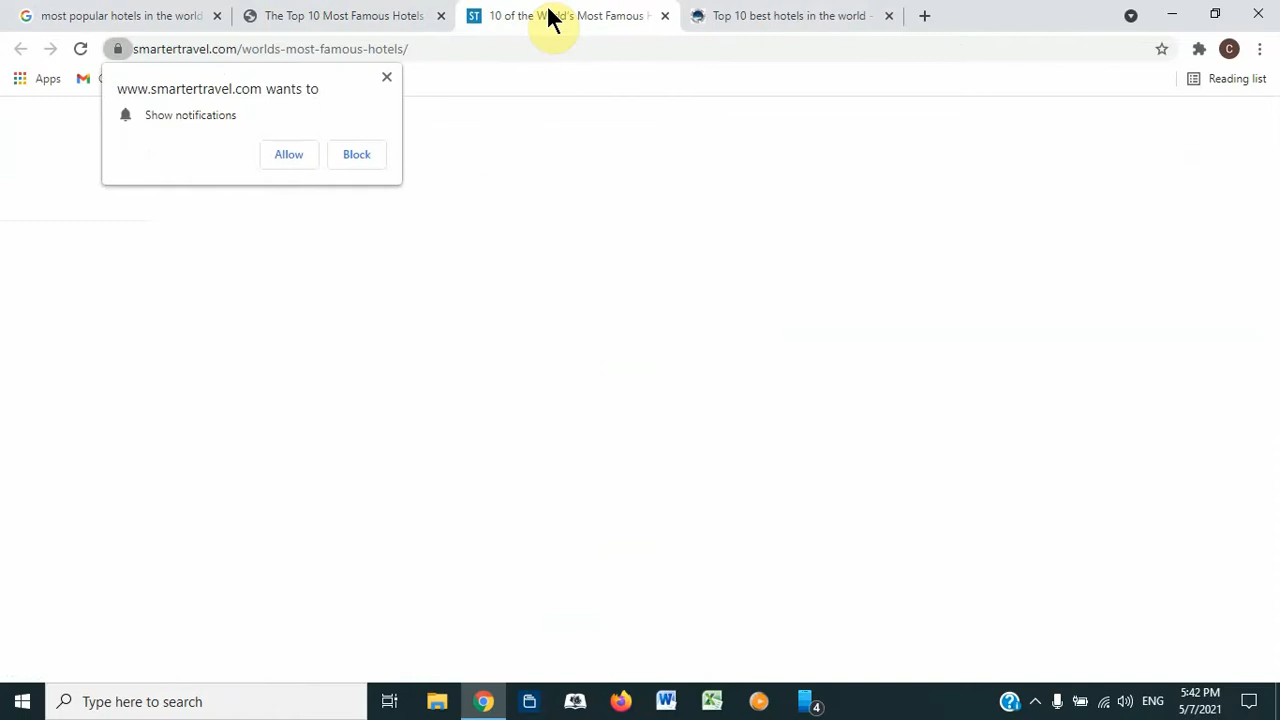 most popular hotels in the world
The Top 10 Most Famous Hotels
ST 10 of the World's Most Famous H
Top 10 best hotels in the world -
smartertravel.com/worlds-most-famous-hotels/
C
Apps
Reading list
www.smartertravel.com wants to
Show notifications
Allow
Block
Type here to search
4
ENG
5:42 PM
5/7/2021